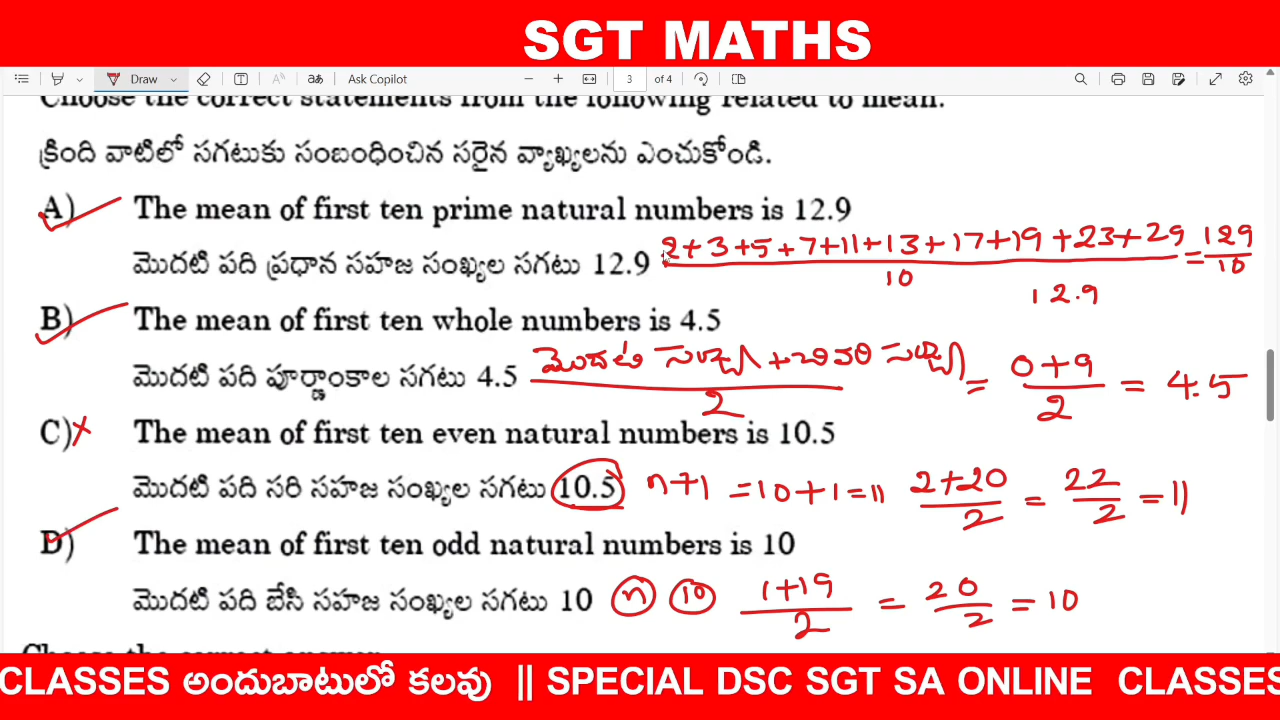 SGT MATHS
Draw Ask Copilot 3 of 4
Choose the correct statements from the following related to mean.
క్రింది వాటిలో సగటుకు సంబంధించిన సరైన వ్యాఖ్యలను ఎంచుకోండి.
A) The mean of first ten prime natural numbers is 12.9
మొదటి పది ప్రధాన సహజ సంఖ్యల సగటు 12.9
2+3+5+7+11+13+17+19+23+29 = 129
10 10
12.9
B) The mean of first ten whole numbers is 4.5
మొదటి పది పూర్ణాంకాల సగటు 4.5
మొదటి సంఖ్య + చివరి సంఖ్య = 0+9 = 4.5
2 2
C) x The mean of first ten even natural numbers is 10.5
మొదటి పది సరి సహజ సంఖ్యల సగటు 10.5
n+1 = 10+1 = 11 2+20 = 22 = 11
2 2
D) The mean of first ten odd natural numbers is 10
మొదటి పది బేసి సహజ సంఖ్యల సగటు 10
n 10 1+19 = 20 = 10
2 2
Choose the correct answer
CLASSES అందుబాటులో కలవు || SPECIAL DSC SGT SA ONLINE CLASSES